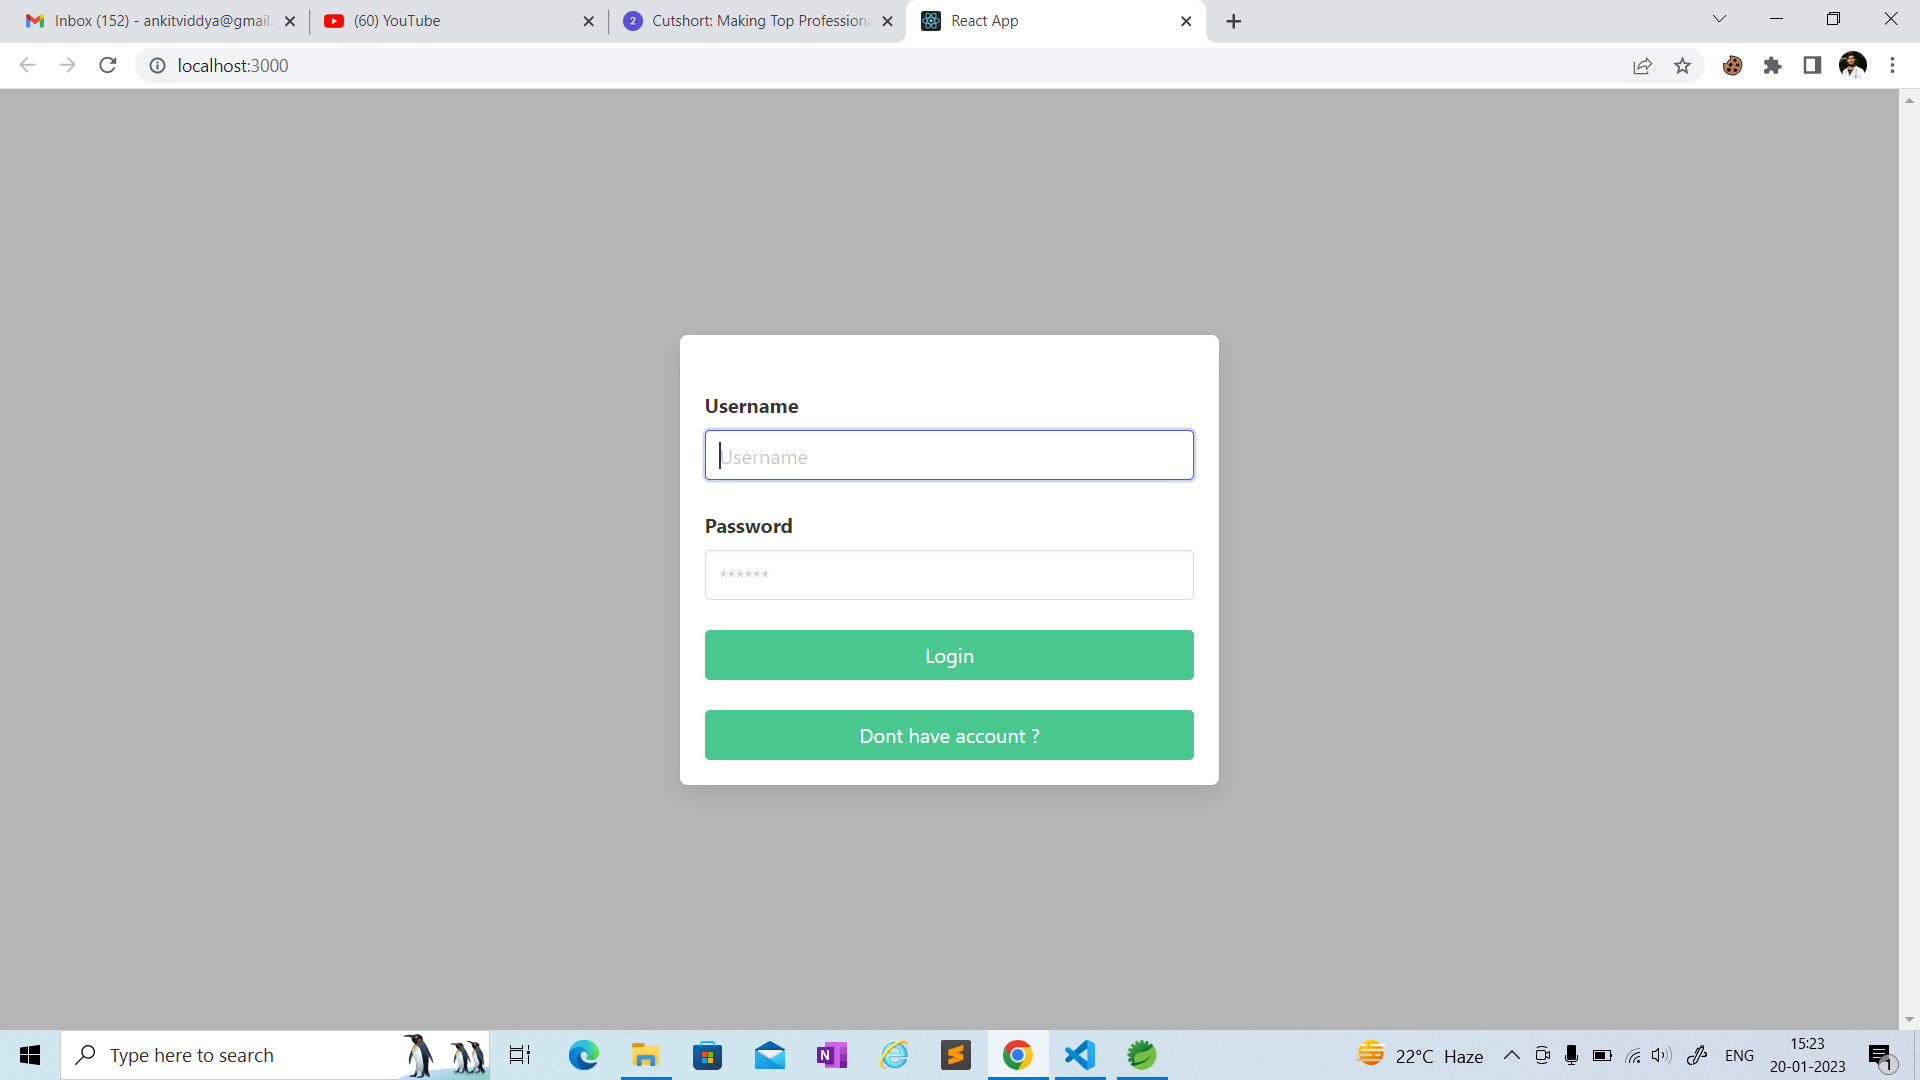 Inbox (152) - ankitviddya@gmail.
(60) YouTube
2 Cutshort: Making Top Professiona
React App
localhost:3000
Username
Username
Password
******
Login
Dont have account ?
Type here to search
N
22°C Haze
ENG
15:23
20-01-2023
1